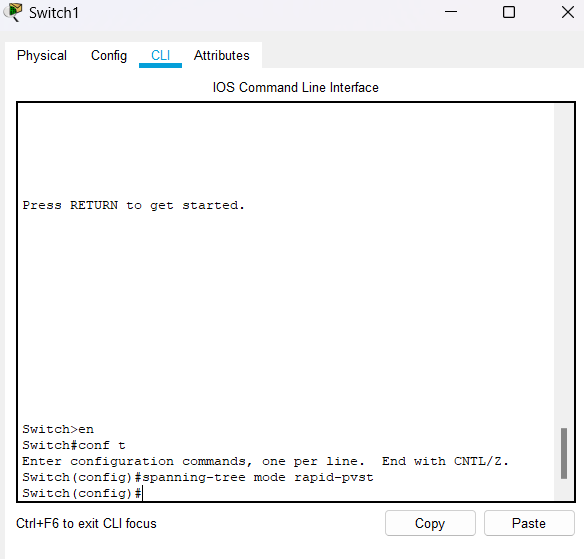 Switch1
Physical Config CLI Attributes
IOS Command Line Interface
Press RETURN to get started.
Switch>en
Switch#conf t
Enter configuration commands, one per line.  End with CNTL/Z.
Switch(config)#spanning-tree mode rapid-pvst
Switch(config)#
Ctrl+F6 to exit CLI focus
Copy Paste